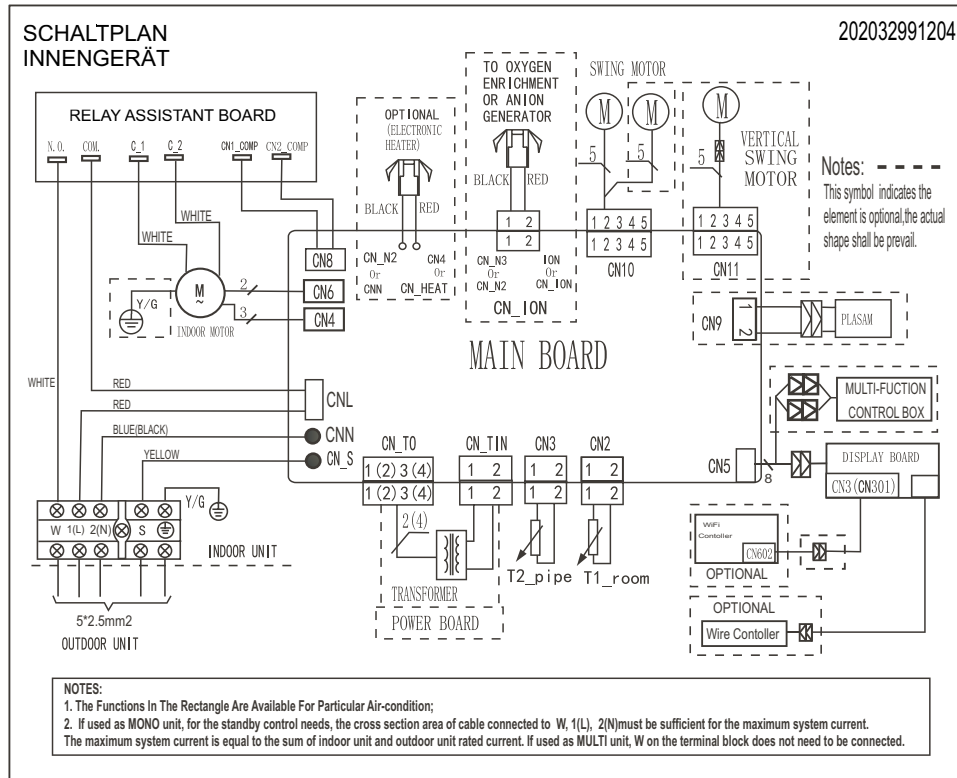 SCHALTPLAN
INNENGERÄT
202032991204
RELAY ASSISTANT BOARD
N.O. COM. C_1 C_2 CN1_COMP CN2_COMP
WHITE
WHITE
Y/G
M
~
INDOOR MOTOR
2
3
CN8
CN6
CN4
OPTIONAL
(ELECTRONIC
HEATER)
BLACK RED
CN_N2 CN4
Or Or
CNN CN_HEAT
TO OXYGEN
ENRICHMENT
OR ANION
GENERATOR
BLACK RED
1 2
1 2
CN_N3 ION
Or Or
CN_N2 CN_ION
CN_ION
SWING MOTOR
M M
5 5
1 2 3 4 5
1 2 3 4 5
CN10
M
5
VERTICAL
SWING
MOTOR
1 2 3 4 5
1 2 3 4 5
CN11
Notes:
This symbol indicates the
element is optional,the actual
shape shall be prevail.
CN9
1
2
PLASAM
MAIN BOARD
WHITE
RED
RED
BLUE(BLACK)
YELLOW
CNL
CNN
CN_S
Y/G
W 1(L) 2(N) S
INDOOR UNIT
5*2.5mm2
OUTDOOR UNIT
CN_TO
1(2)3(4)
1(2)3(4)
2(4)
CN_TIN
1 2
1 2
TRANSFORMER
POWER BOARD
CN3
1 2
1 2
T2_pipe
CN2
1 2
1 2
T1_room
CN5
8
MULTI-FUCTION
CONTROL BOX
DISPLAY BOARD
CN3(CN301)
WiFi
Contoller
CN602
OPTIONAL
OPTIONAL
Wire Contoller
NOTES:
1. The Functions In The Rectangle Are Available For Particular Air-condition;
2. If used as MONO unit, for the standby control needs, the cross section area of cable connected to W, 1(L), 2(N)must be sufficient for the maximum system current.
The maximum system current is equal to the sum of indoor unit and outdoor unit rated current. If used as MULTI unit, W on the terminal block does not need to be connected.